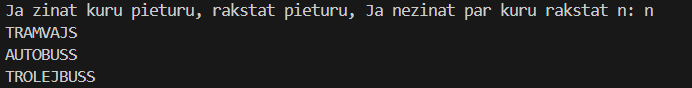 Ja zinat kuru pieturu, rakstat pieturu, Ja nezinat par kuru rakstat n: n
TRAMVAJS
AUTOBUSS
TROLEJBUSS